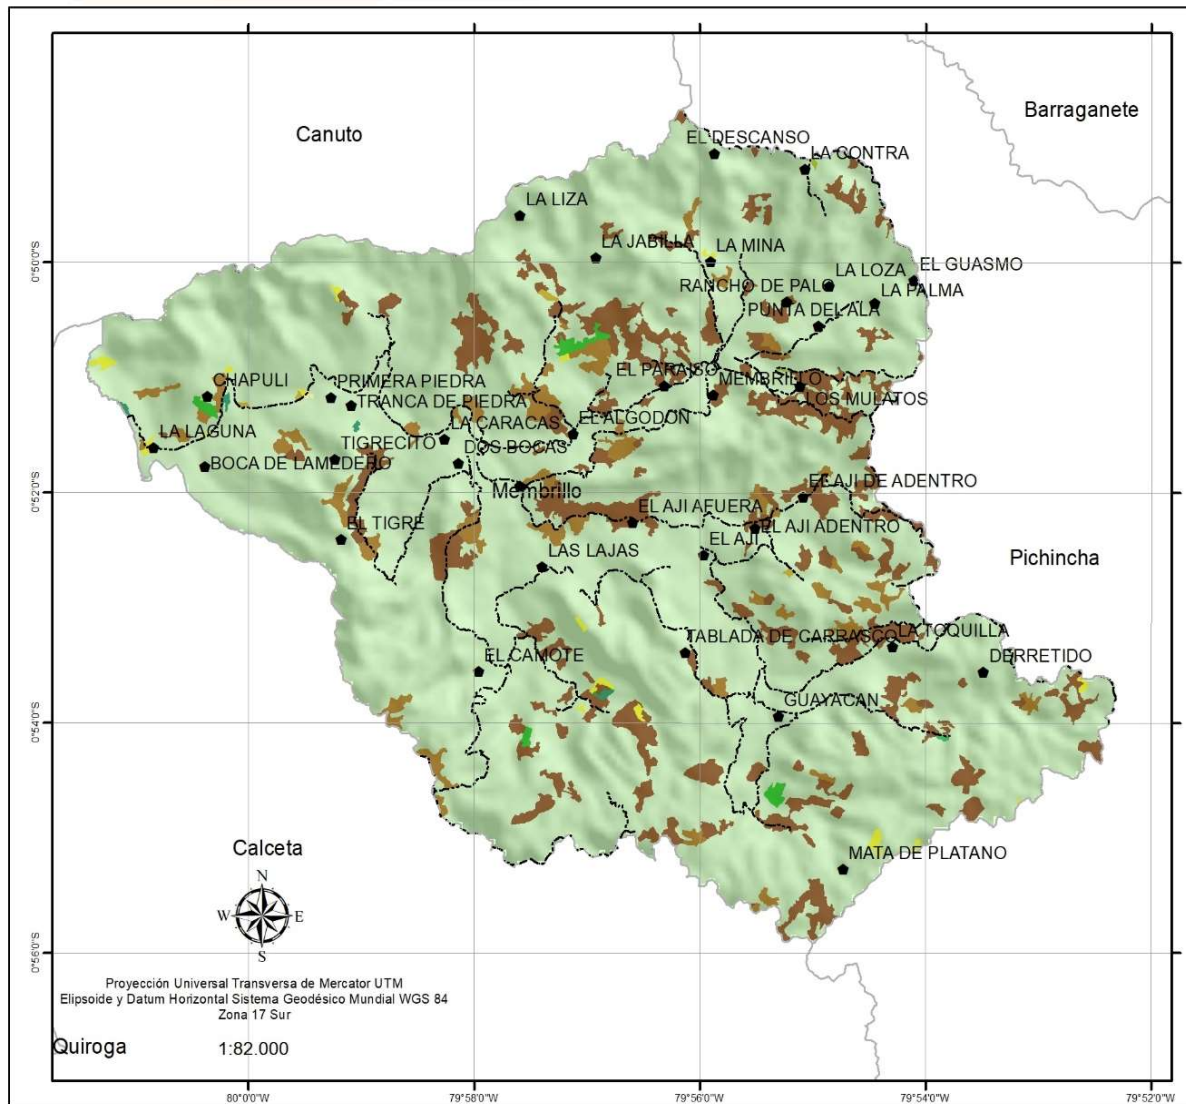 Barraganete
Canuto
EL DESCANSO
LA CONTRA
LA LIZA
LA JABILLA
LA MINA
0°50'0"S
LA LOZA
EL GUASMO
RANCHO DE PALO
LA PALMA
PUNTA DEL ALA
EL PARAISO
MEMBRILLO
CHAPULI
PRIMERA PIEDRA
TRANCA DE PIEDRA
LOS MULATOS
LA CARACAS
EL ALGODON
LA LAGUNA
TIGRECITO
DOS BOCAS
BOCA DE LAMEDERO
EL AJI DE ADENTRO
0°52'0"S
Membrillo
EL AJI AFUERA
EL TIGRE
EL AJI ADENTRO
EL AJI
LAS LAJAS
Pichincha
TABLADA DE CARRASCO
LA TOQUILLA
EL CAMOTE
DERRETIDO
GUAYACAN
0°54'0"S
Calceta
MATA DE PLATANO
N
W
E
S
0°56'0"S
Proyección Universal Transversa de Mercator UTM
Elipsoide y Datum Horizontal Sistema Geodésico Mundial WGS 84
Zona 17 Sur
Quiroga
1:82.000
80°0'0"W
79°58'0"W
79°56'0"W
79°54'0"W
79°52'0"W